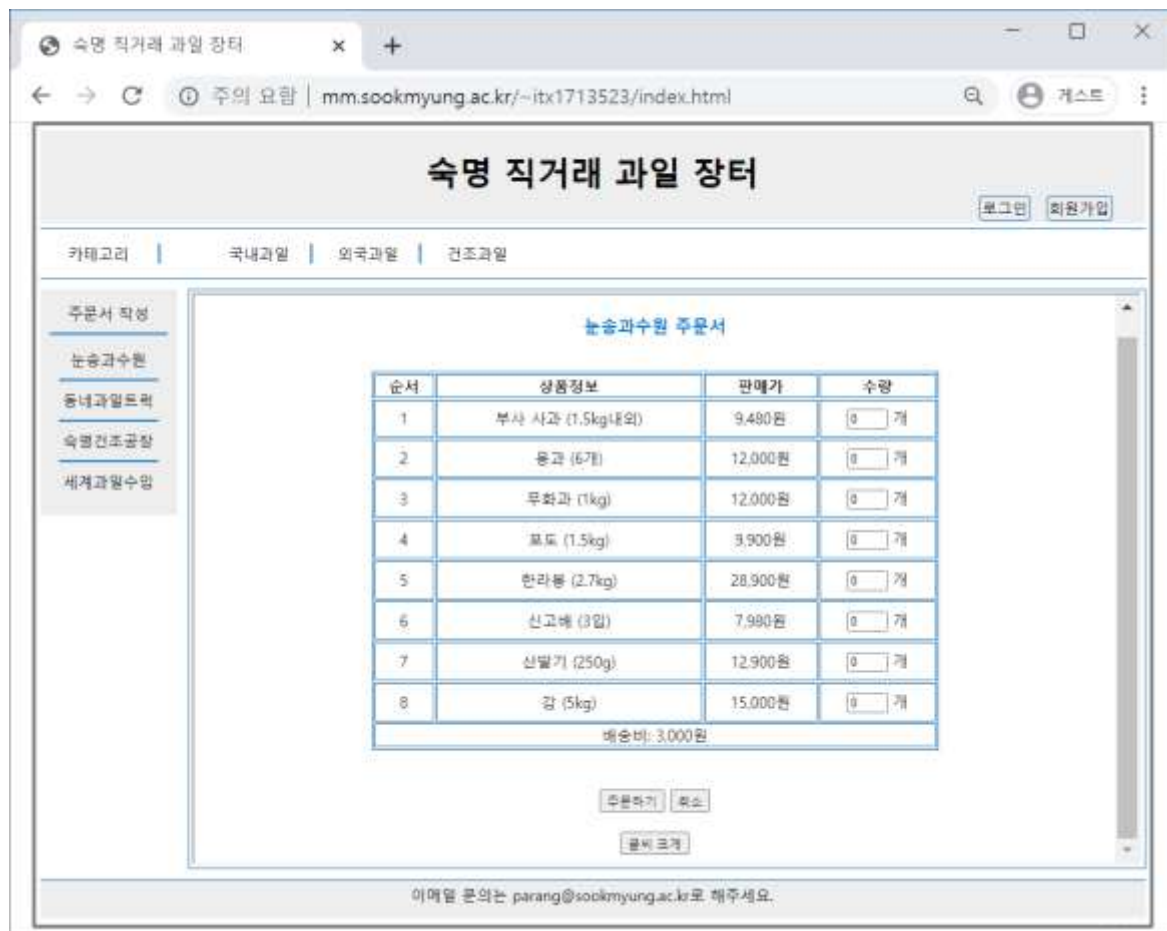 숙명 직거래 과일 장터
주의 요함 mm.sookmyung.ac.kr/~itx1713523/index.html 게스트
숙명 직거래 과일 장터
로그인 회원가입
카테고리 국내과일 외국과일 건조과일
주문서 작성
눈송과수원
동네과일트럭
숙명건조공장
세계과일수입
눈송과수원 주문서
순서 상품정보 판매가 수량
1 부사 사과 (1.5kg내외) 9,480원 0 개
2 용과 (6개) 12,000원 0 개
3 무화과 (1kg) 12,000원 0 개
4 포도 (1.5kg) 9,900원 0 개
5 한라봉 (2.7kg) 28,900원 0 개
6 신고배 (3입) 7,980원 0 개
7 산딸기 (250g) 12,900원 0 개
8 감 (5kg) 15,000원 0 개
배송비: 3,000원
주문하기 취소
글씨 크게
이메일 문의는 parang@sookmyung.ac.kr로 해주세요.